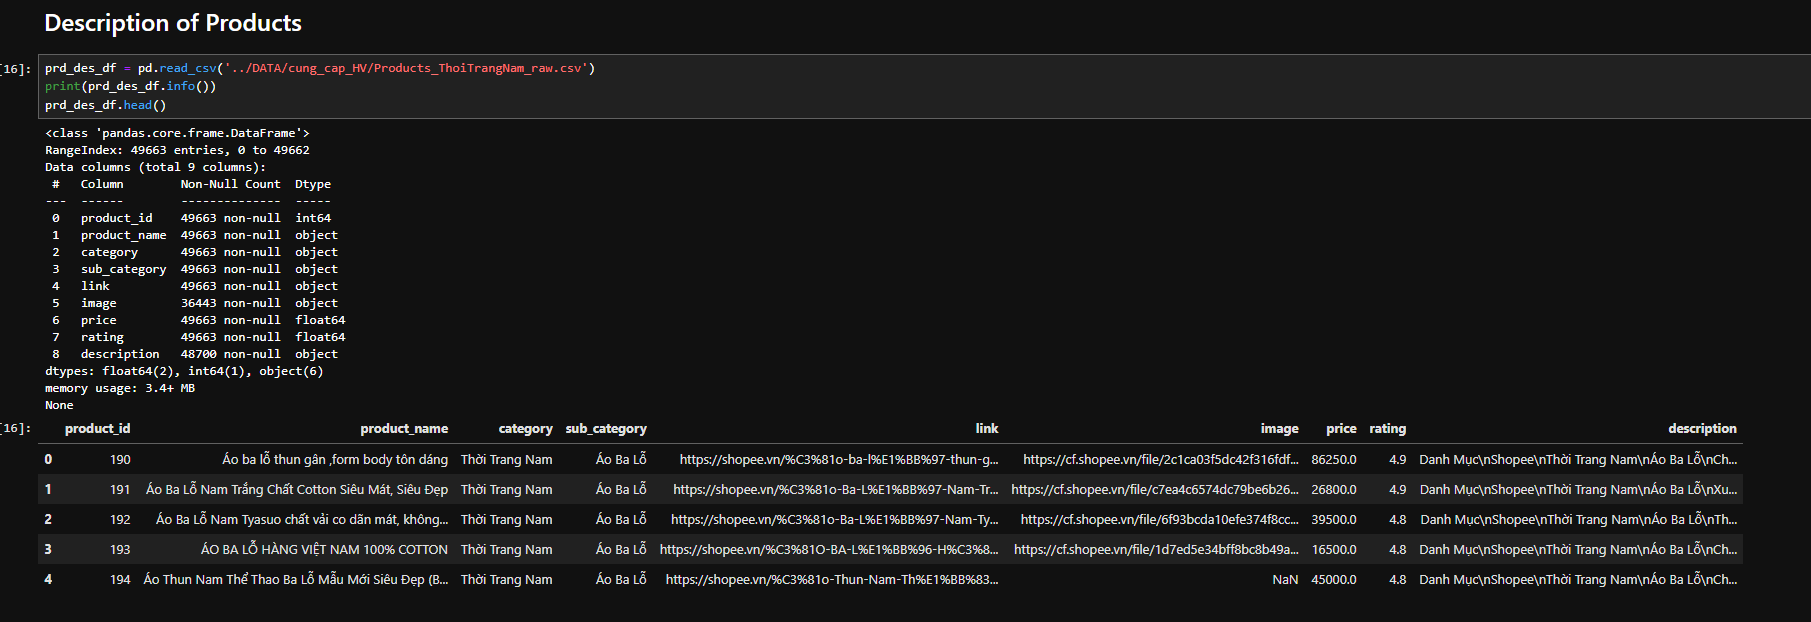 Description of Products
[16]:
prd_des_df = pd.read_csv('../DATA/cung_cap_HV/Products_ThoiTrangNam_raw.csv')
print(prd_des_df.info())
prd_des_df.head()
<class 'pandas.core.frame.DataFrame'>
RangeIndex: 49663 entries, 0 to 49662
Data columns (total 9 columns):
 #   Column        Non-Null Count  Dtype
---  ------        --------------  -----
 0   product_id    49663 non-null  int64
 1   product_name  49663 non-null  object
 2   category      49663 non-null  object
 3   sub_category  49663 non-null  object
 4   link          49663 non-null  object
 5   image         36443 non-null  object
 6   price         49663 non-null  float64
 7   rating        49663 non-null  float64
 8   description   48700 non-null  object
dtypes: float64(2), int64(1), object(6)
memory usage: 3.4+ MB
None
[16]:
product_id product_name category sub_category link image price rating description
0 190 Áo ba lỗ thun gân ,form body tôn dáng Thời Trang Nam Áo Ba Lỗ https://shopee.vn/%C3%81o-ba-l%E1%BB%97-thun-g... https://cf.shopee.vn/file/2c1ca03f5dc42f316fdf... 86250.0 4.9 Danh Mục\nShopee\nThời Trang Nam\nÁo Ba Lỗ\nCh...
1 191 Áo Ba Lỗ Nam Trắng Chất Cotton Siêu Mát, Siêu Đẹp Thời Trang Nam Áo Ba Lỗ https://shopee.vn/%C3%81o-Ba-L%E1%BB%97-Nam-Tr... https://cf.shopee.vn/file/c7ea4c6574dc79be6b26... 26800.0 4.9 Danh Mục\nShopee\nThời Trang Nam\nÁo Ba Lỗ\nXu...
2 192 Áo Ba Lỗ Nam Tyasuo chất vải co dãn mát, không... Thời Trang Nam Áo Ba Lỗ https://shopee.vn/%C3%81o-Ba-L%E1%BB%97-Nam-Ty... https://cf.shopee.vn/file/6f93bcda10efe374f8cc... 39500.0 4.8 Danh Mục\nShopee\nThời Trang Nam\nÁo Ba Lỗ\nTh...
3 193 ÁO BA LỖ HÀNG VIỆT NAM 100% COTTON Thời Trang Nam Áo Ba Lỗ https://shopee.vn/%C3%81O-BA-L%E1%BB%96-H%C3%8... https://cf.shopee.vn/file/1d7ed5e34bff8bc8b49a... 16500.0 4.8 Danh Mục\nShopee\nThời Trang Nam\nÁo Ba Lỗ\nCh...
4 194 Áo Thun Nam Thể Thao Ba Lỗ Mẫu Mới Siêu Đẹp (B... Thời Trang Nam Áo Ba Lỗ https://shopee.vn/%C3%81o-Thun-Nam-Th%E1%BB%83... NaN 45000.0 4.8 Danh Mục\nShopee\nThời Trang Nam\nÁo Ba Lỗ\nCh...